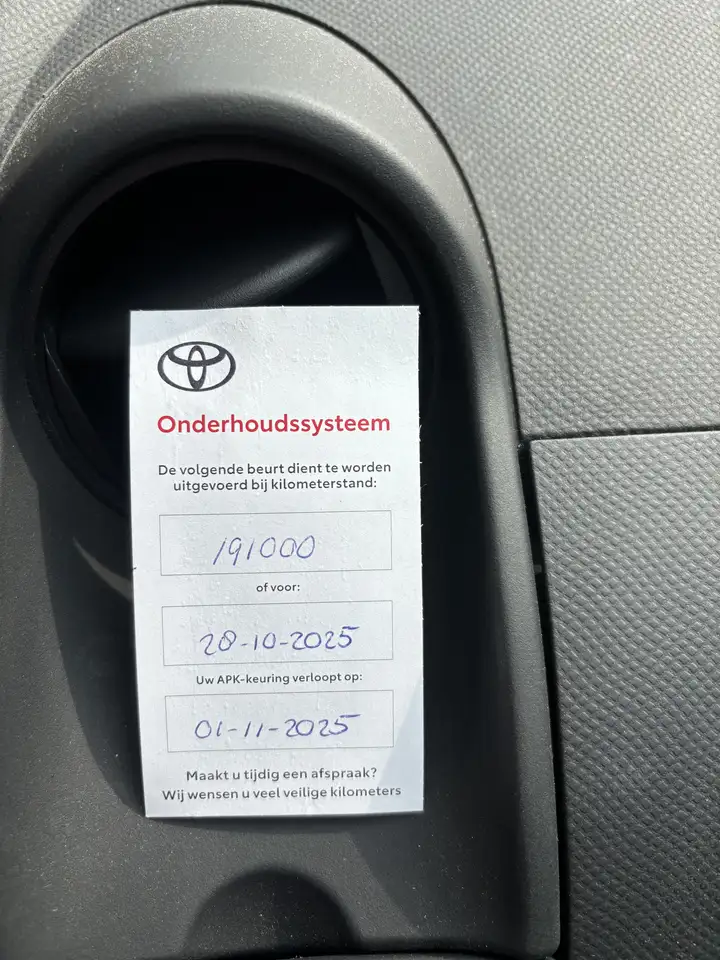 Onderhoudssysteem
De volgende beurt dient te worden
uitgevoerd bij kilometerstand:
191000
of voor:
28-10-2025
Uw APK-keuring verloopt op:
01-11-2025
Maakt u tijdig een afspraak?
Wij wensen u veel veilige kilometers